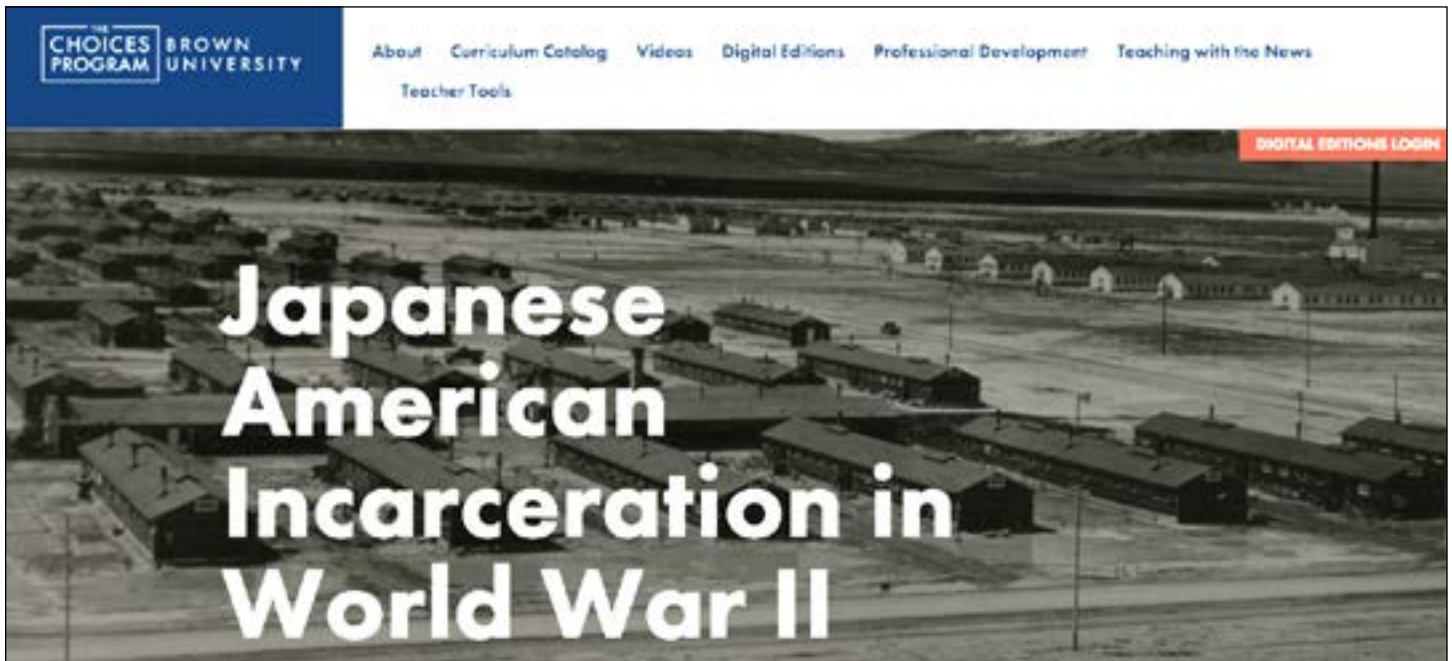 THE
CHOICES
PROGRAM
BROWN
UNIVERSITY
About Curriculum Catalog Videos Digital Editions Professional Development Teaching with the News
Teacher Tools
DIGITAL EDITIONS LOGIN
Japanese
American
Incarceration in
World War II